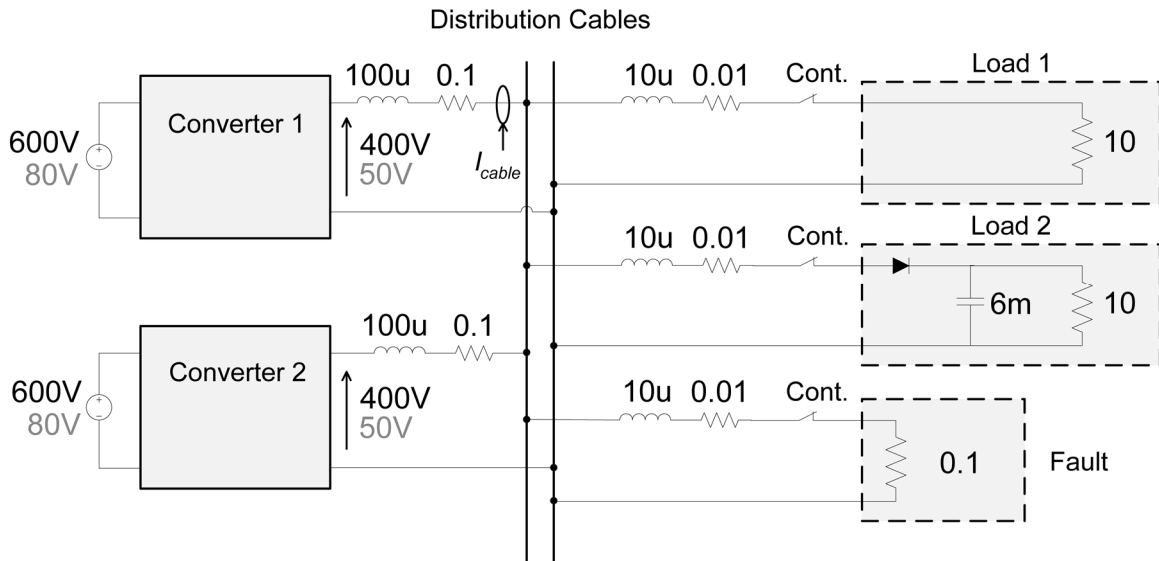 Distribution Cables
100u 0.1
10u 0.01 Cont.
Load 1
Converter 1
600V
80V
400V
50V
Icable
10
Load 2
10u 0.01 Cont.
6m
10
100u 0.1
Converter 2
600V
80V
400V
50V
10u 0.01 Cont.
0.1
Fault